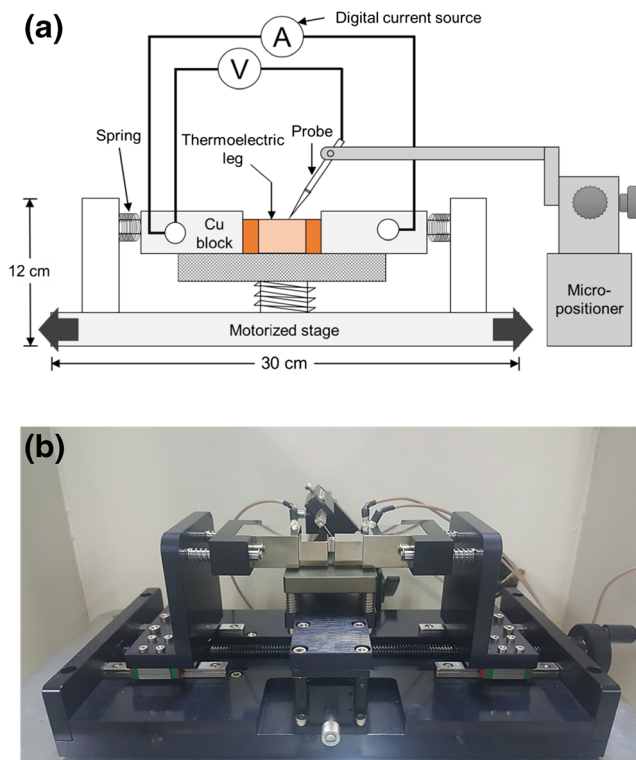 (a)
Digital current source
A
V
Spring
Thermoelectric
leg
Probe
Cu
block
12 cm
Micro-
positioner
Motorized stage
30 cm
(b)